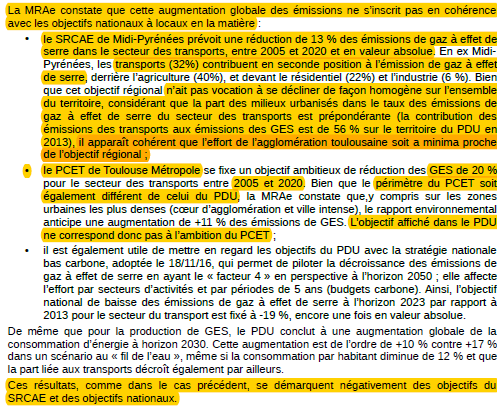 La MRAe constate que cette augmentation globale des émissions ne s'inscrit pas en cohérence
avec les objectifs nationaux à locaux en la matière :
• le SRCAE de Midi-Pyrénées prévoit une réduction de 13 % des émissions de gaz à effet de
serre dans le secteur des transports, entre 2005 et 2020 et en valeur absolue. En ex Midi-
Pyrénées, les transports (32%) contribuent en seconde position à l'émission de gaz à effet
de serre, derrière l'agriculture (40%), et devant le résidentiel (22%) et l'industrie (6 %). Bien
que cet objectif régional n'ait pas vocation à se décliner de façon homogène sur l'ensemble
du territoire, considérant que la part des milieux urbanisés dans le taux des émissions de
gaz à effet de serre du secteur des transports est prépondérante (la contribution des
émissions des transports aux émissions des GES est de 56 % sur le territoire du PDU en
2013), il apparaît cohérent que l'effort de l'agglomération toulousaine soit a minima proche
de l'objectif régional ;
• le PCET de Toulouse Métropole se fixe un objectif ambitieux de réduction des GES de 20 %
pour le secteur des transports entre 2005 et 2020. Bien que le périmètre du PCET soit
également différent de celui du PDU, la MRAe constate que,y compris sur les zones
urbaines les plus denses (cœur d'agglomération et ville intense), le rapport environnemental
anticipe une augmentation de +11 % des émissions de GES. L'objectif affiché dans le PDU
ne correspond donc pas à l'ambition du PCET ;
• il est également utile de mettre en regard les objectifs du PDU avec la stratégie nationale
bas carbone, adoptée le 18/11/16, qui permet de piloter la décroissance des émissions de
gaz à effet de serre en ayant le « facteur 4 » en perspective à l'horizon 2050 ; elle affecte
l'effort par secteurs d'activités et par périodes de 5 ans (budgets carbone). Ainsi, l'objectif
national de baisse des émissions de gaz à effet de serre à l'horizon 2023 par rapport à
2013 pour le secteur du transport est fixé à -19 %, encore une fois en valeur absolue.
De même que pour la production de GES, le PDU conclut à une augmentation globale de la
consommation d'énergie à horizon 2030. Cette augmentation est de l'ordre de +10 % contre +17 %
dans un scénario au « fil de l'eau », même si la consommation par habitant diminue de 12 % et que
la part liée aux transports décroît également par ailleurs.
Ces résultats, comme dans le cas précédent, se démarquent négativement des objectifs du
SRCAE et des objectifs nationaux.